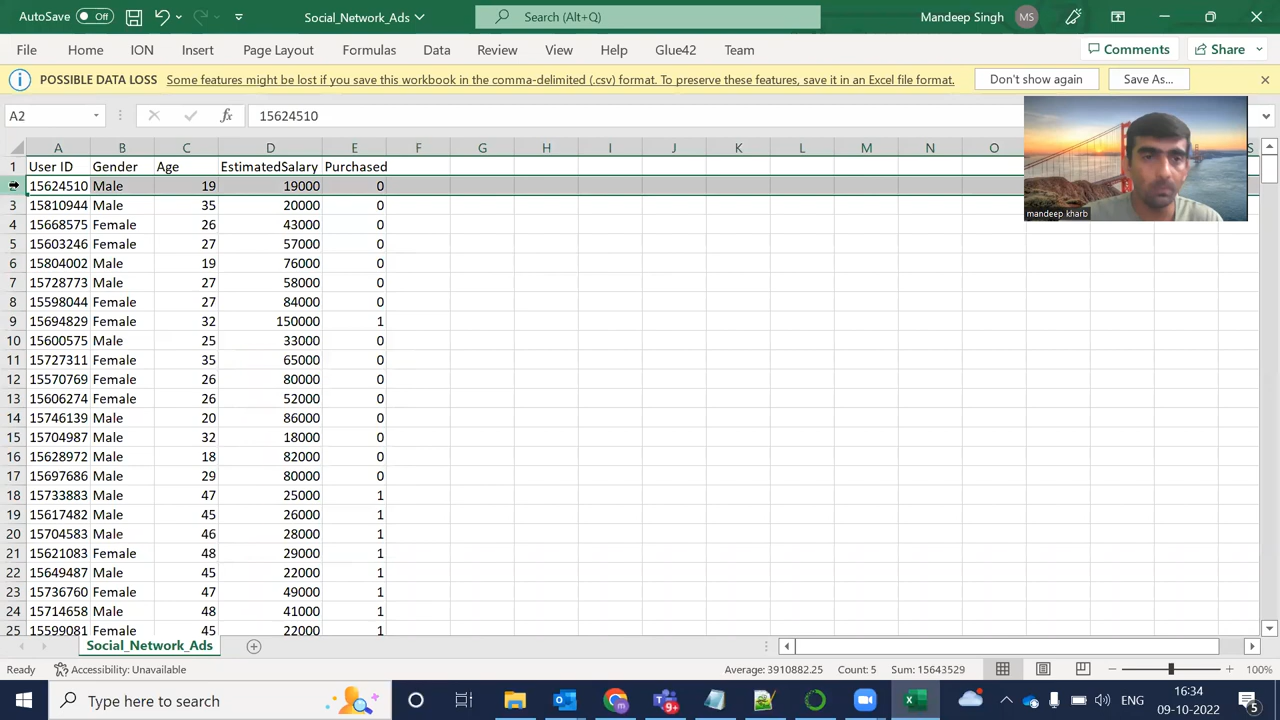 AutoSave Off Social_Network_Ads Search (Alt+Q) Mandeep Singh MS
File Home ION Insert Page Layout Formulas Data Review View Help Glue42 Team Comments Share
POSSIBLE DATA LOSS Some features might be lost if you save this workbook in the comma-delimited (.csv) format. To preserve these features, save it in an Excel file format. Don't show again Save As...
A2 fx 15624510
A B C D E F G H I J K L M N O S
1 User ID Gender Age EstimatedSalary Purchased
15624510 Male 19 19000 0
3 15810944 Male 35 20000 0
4 15668575 Female 26 43000 0
5 15603246 Female 27 57000 0
6 15804002 Male 19 76000 0
7 15728773 Male 27 58000 0
8 15598044 Female 27 84000 0
9 15694829 Female 32 150000 1
10 15600575 Male 25 33000 0
11 15727311 Female 35 65000 0
12 15570769 Female 26 80000 0
13 15606274 Female 26 52000 0
14 15746139 Male 20 86000 0
15 15704987 Male 32 18000 0
16 15628972 Male 18 82000 0
17 15697686 Male 29 80000 0
18 15733883 Male 47 25000 1
19 15617482 Male 45 26000 1
20 15704583 Male 46 28000 1
21 15621083 Female 48 29000 1
22 15649487 Male 45 22000 1
23 15736760 Female 47 49000 1
24 15714658 Male 48 41000 1
25 15599081 Female 45 22000 1
mandeep kharb
Social_Network_Ads
Ready Accessibility: Unavailable Average: 3910882.25 Count: 5 Sum: 15643529 100%
Type here to search 9+ ENG 16:34
09-10-2022 5